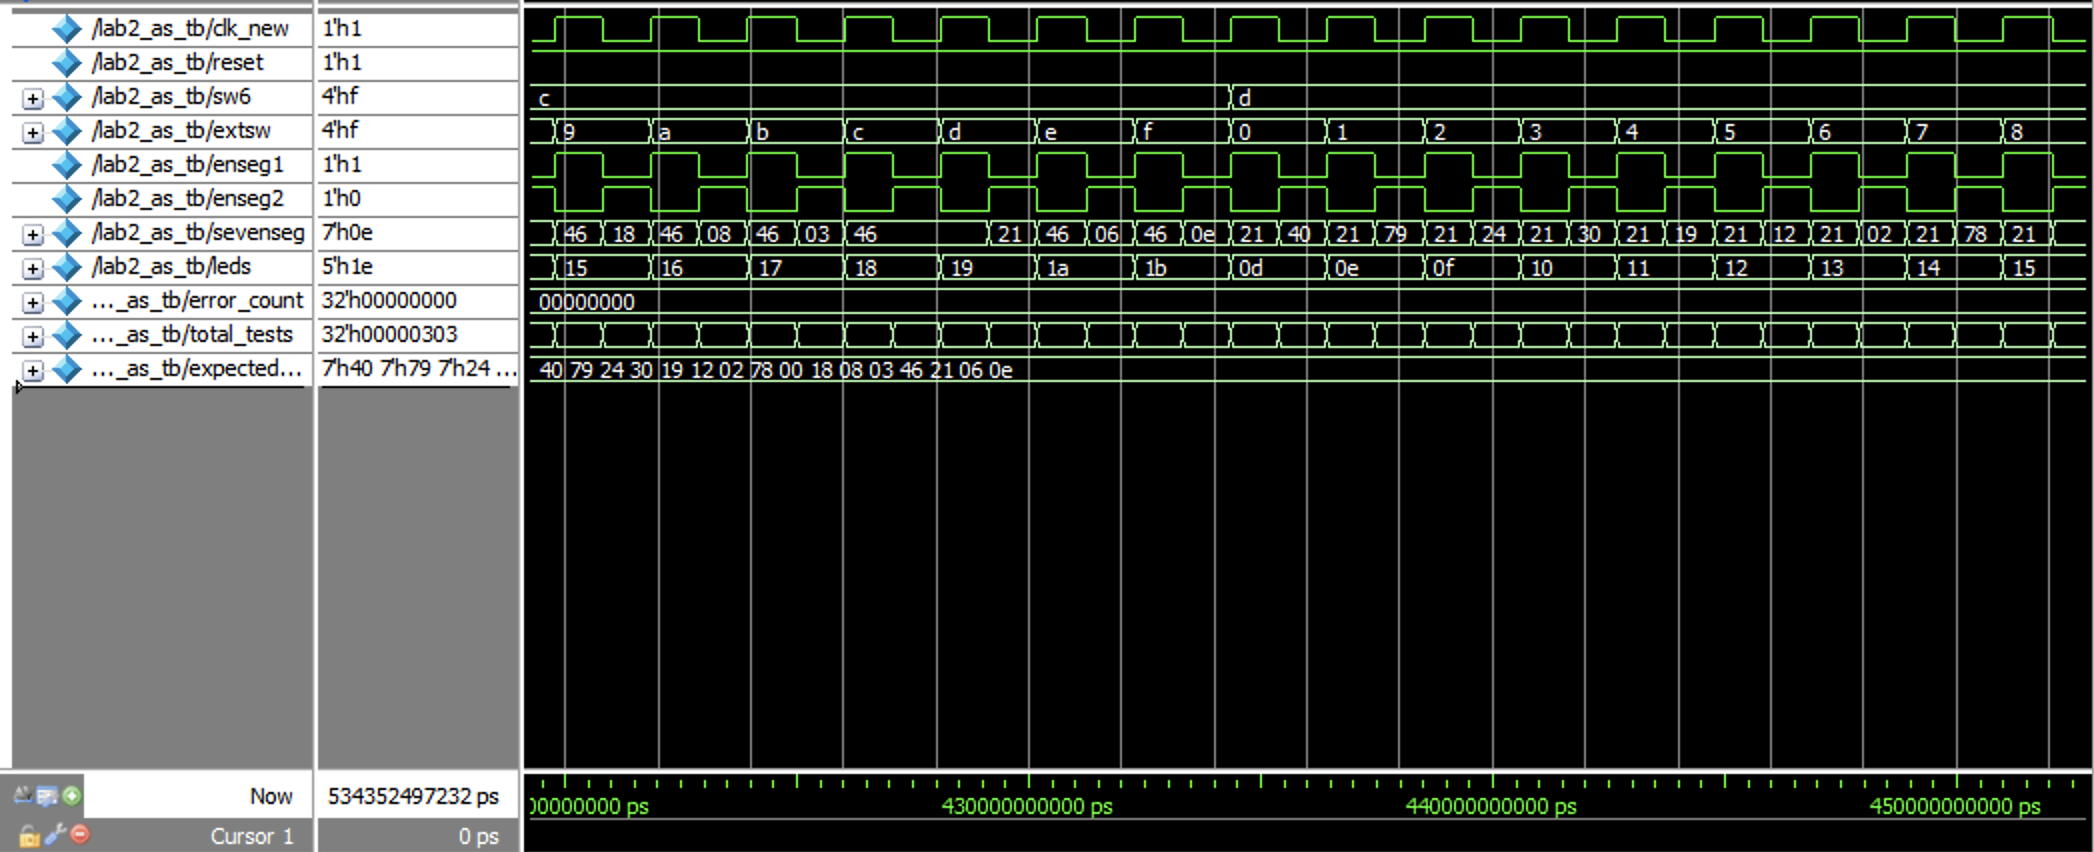 /lab2_as_tb/clk_new 1'h1
/lab2_as_tb/reset 1'h1
/lab2_as_tb/sw6 4'hf c d
/lab2_as_tb/extsw 4'hf 9 a b c d e f 0 1 2 3 4 5 6 7 8
/lab2_as_tb/enseg1 1'h1
/lab2_as_tb/enseg2 1'h0
/lab2_as_tb/sevenseg 7'h0e 46 18 46 08 46 03 46 21 46 06 46 0e 21 40 21 79 21 24 21 30 21 19 21 12 21 02 21 78 21
/lab2_as_tb/leds 5'h1e 15 16 17 18 19 1a 1b 0d 0e 0f 10 11 12 13 14 15
..._as_tb/error_count 32'h00000000 00000000
..._as_tb/total_tests 32'h00000303
..._as_tb/expected... 7'h40 7'h79 7'h24 ... 40 79 24 30 19 12 02 78 00 18 08 03 46 21 06 0e
Now 534352497232 ps 00000000 ps 430000000000 ps 440000000000 ps 450000000000 ps
Cursor 1 0 ps